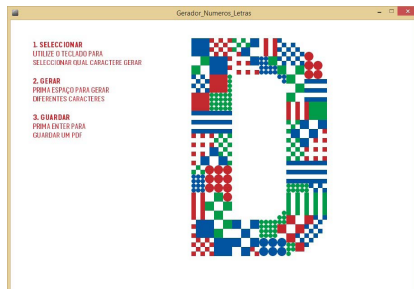 Gerador_Numeros_Letras
1. SELECCIONAR
UTILIZE O TECLADO PARA
SELECCIONAR QUAL CARACTERE GERAR
2. GERAR
PRIMA ESPAÇO PARA GERAR
DIFERENTES CARACTERES
3. GUARDAR
PRIMA ENTER PARA
GUARDAR UM PDF